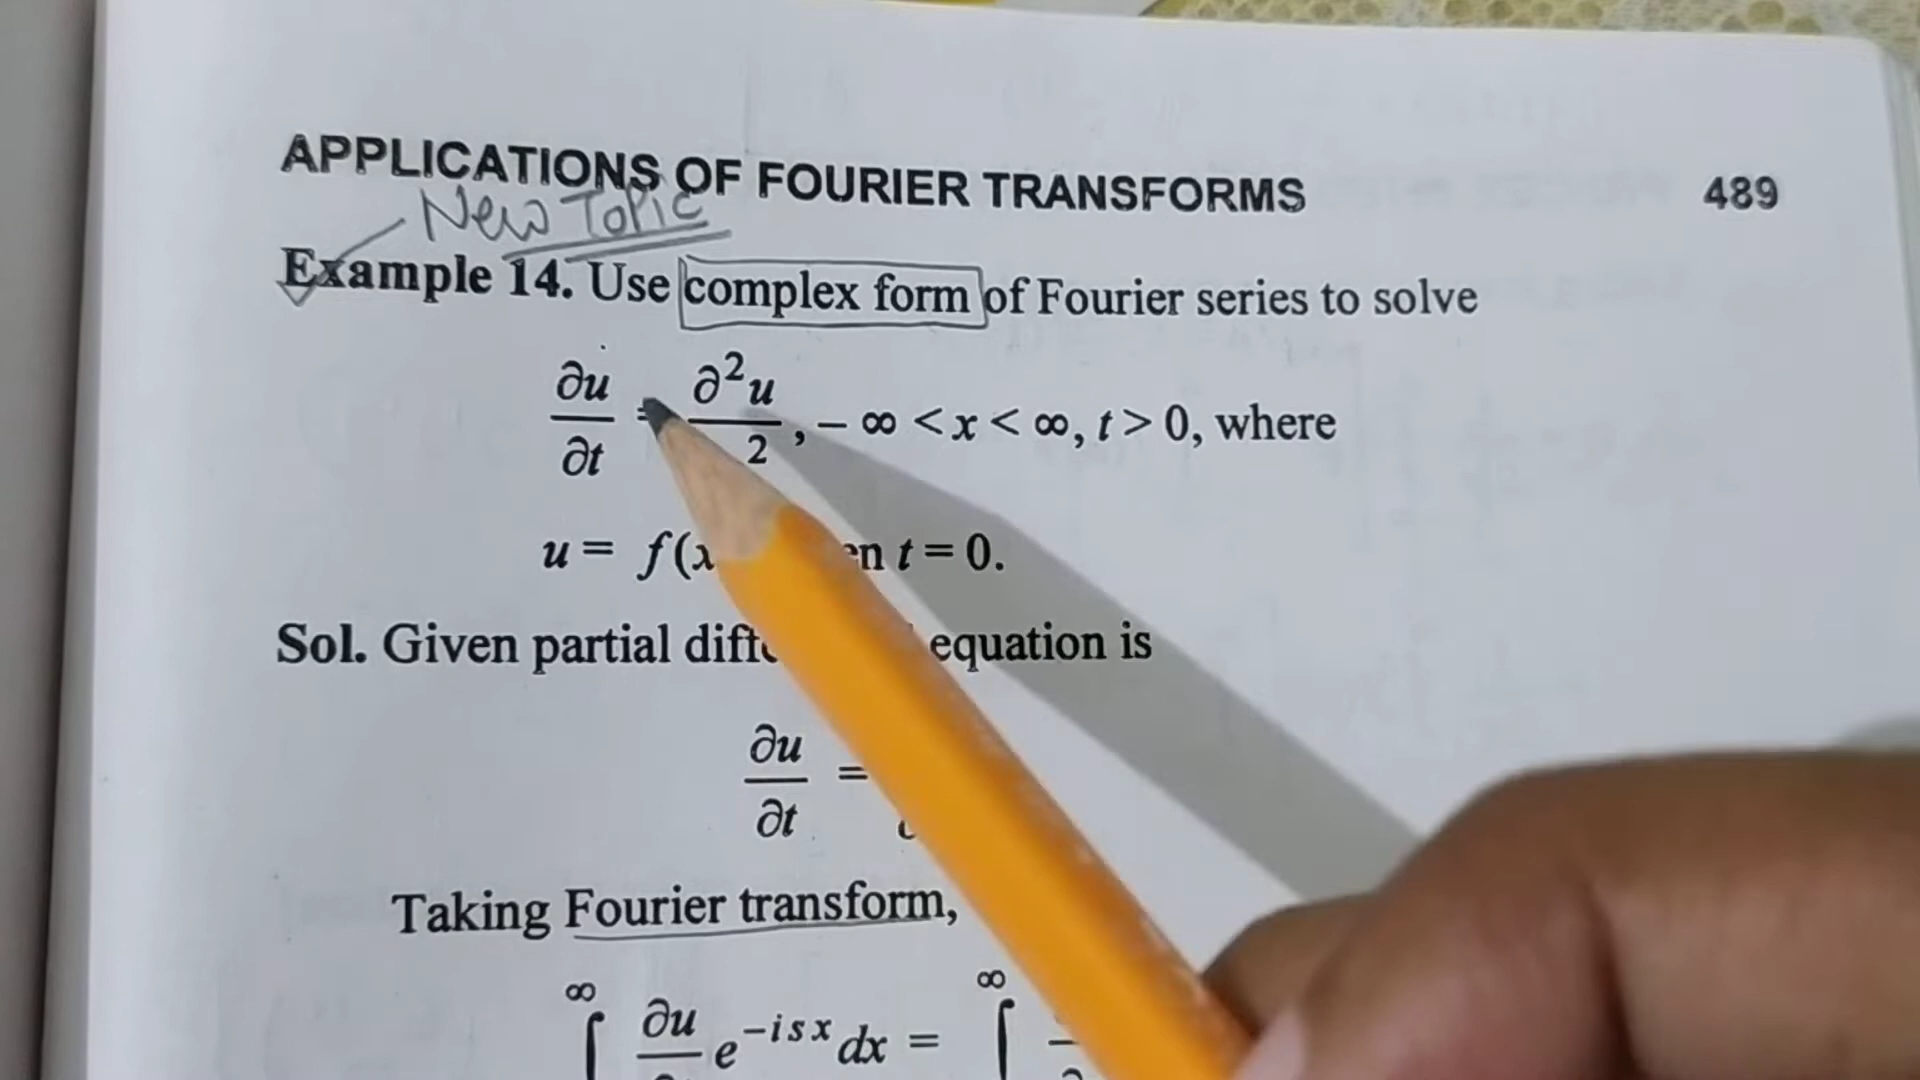 APPLICATIONS OF FOURIER TRANSFORMS 489
New Topic
Example 14. Use complex form of Fourier series to solve
∂u/∂t = ∂²u/ 2, − ∞ < x < ∞, t > 0, where
u = f(x t = 0.
Sol. Given partial equation is
∂u/∂t =
Taking Fourier transform,
∞ ∞
∫ ∂u e^−isx dx = ∫